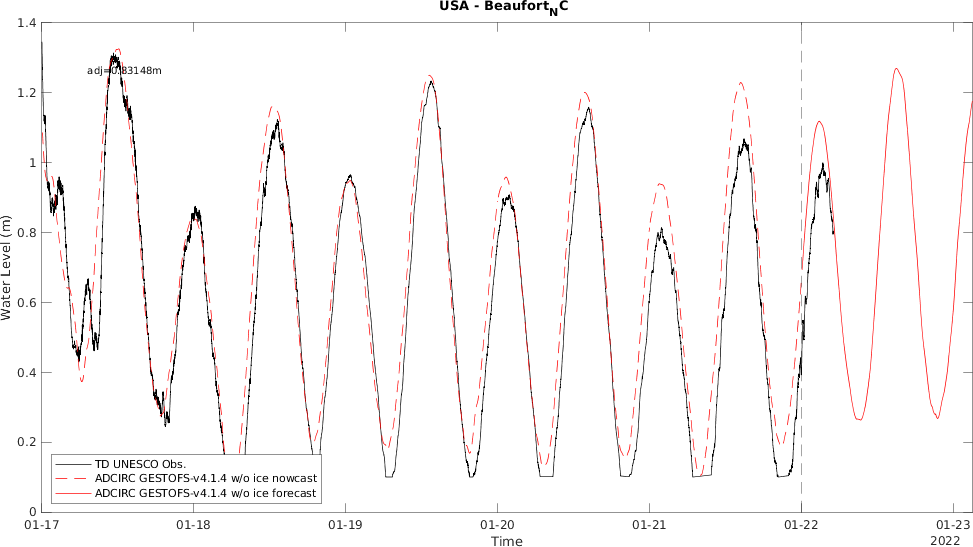 USA - Beaufort_NC
1.4
adj=0.83148m
1.2
1
0.8
0.6
0.4
0.2
0
Water Level (m)
TD UNESCO Obs.
ADCIRC GESTOFS-v4.1.4 w/o ice nowcast
ADCIRC GESTOFS-v4.1.4 w/o ice forecast
01-17 01-18 01-19 01-20 01-21 01-22 01-23
Time 2022